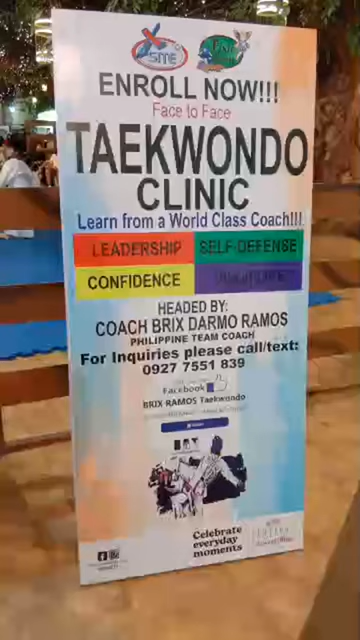 XSME
ENROLL NOW!!!
Face to Face
TAEKWONDO
CLINIC
Learn from a World Class Coach!!!
LEADERSHIP SELF-DEFENSE
CONFIDENCE
HEADED BY:
COACH BRIX DARMO RAMOS
PHILIPPINE TEAM COACH
For Inquiries please call/text:
0927 7551 839
Facebook
BRIX RAMOS Taekwondo
Celebrate
everyday
moments